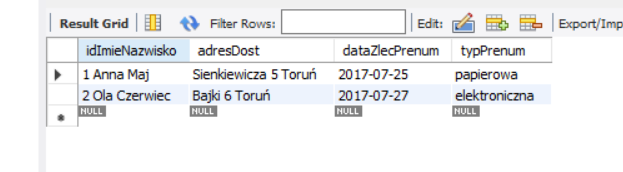 Result Grid Filter Rows: Edit: Export/Imp
idImieNazwisko adresDost dataZlecPrenum typPrenum
1 Anna Maj Sienkiewicza 5 Toruń 2017-07-25 papierowa
2 Ola Czerwiec Bajki 6 Toruń 2017-07-27 elektroniczna
NULL NULL NULL NULL